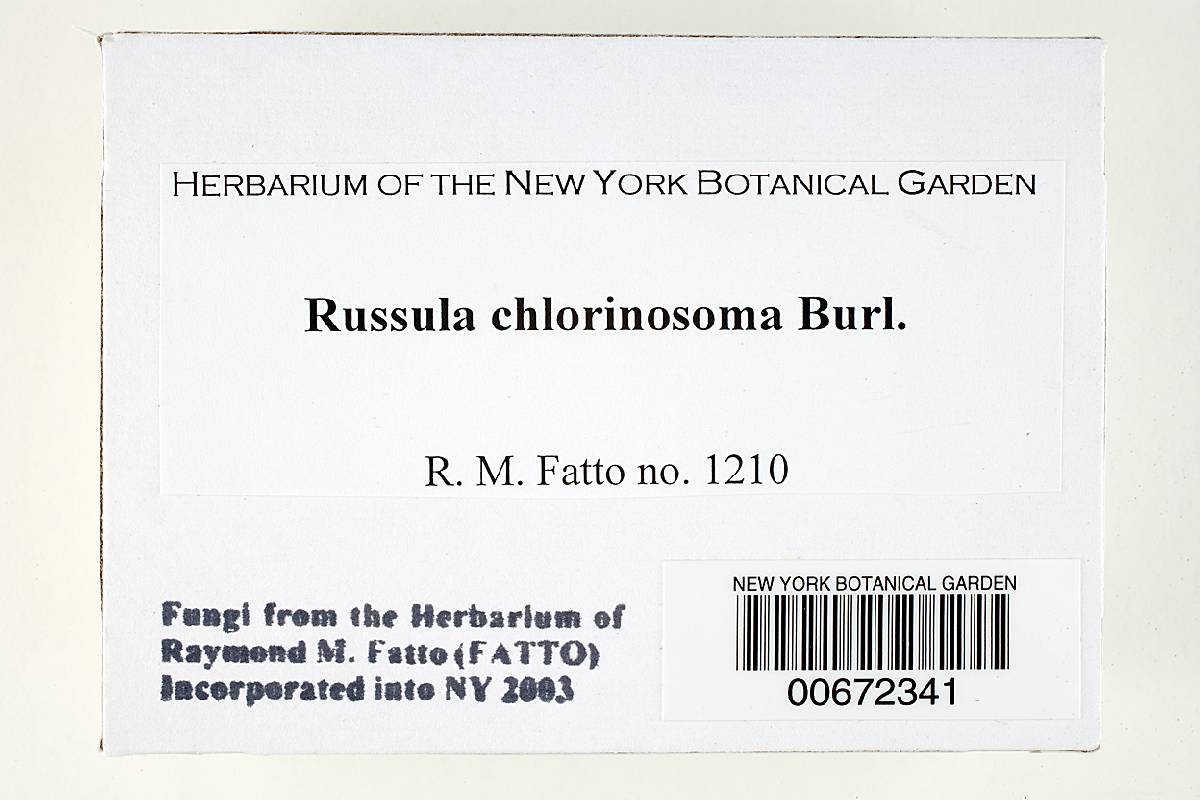 HERBARIUM OF THE NEW YORK BOTANICAL GARDEN
Russula chlorinosoma Burl.
R. M. Fatto no. 1210
Fungi from the Herbarium of
Raymond M. Fatto (FATTO)
Incorporated into NY 2003
NEW YORK BOTANICAL GARDEN
00672341